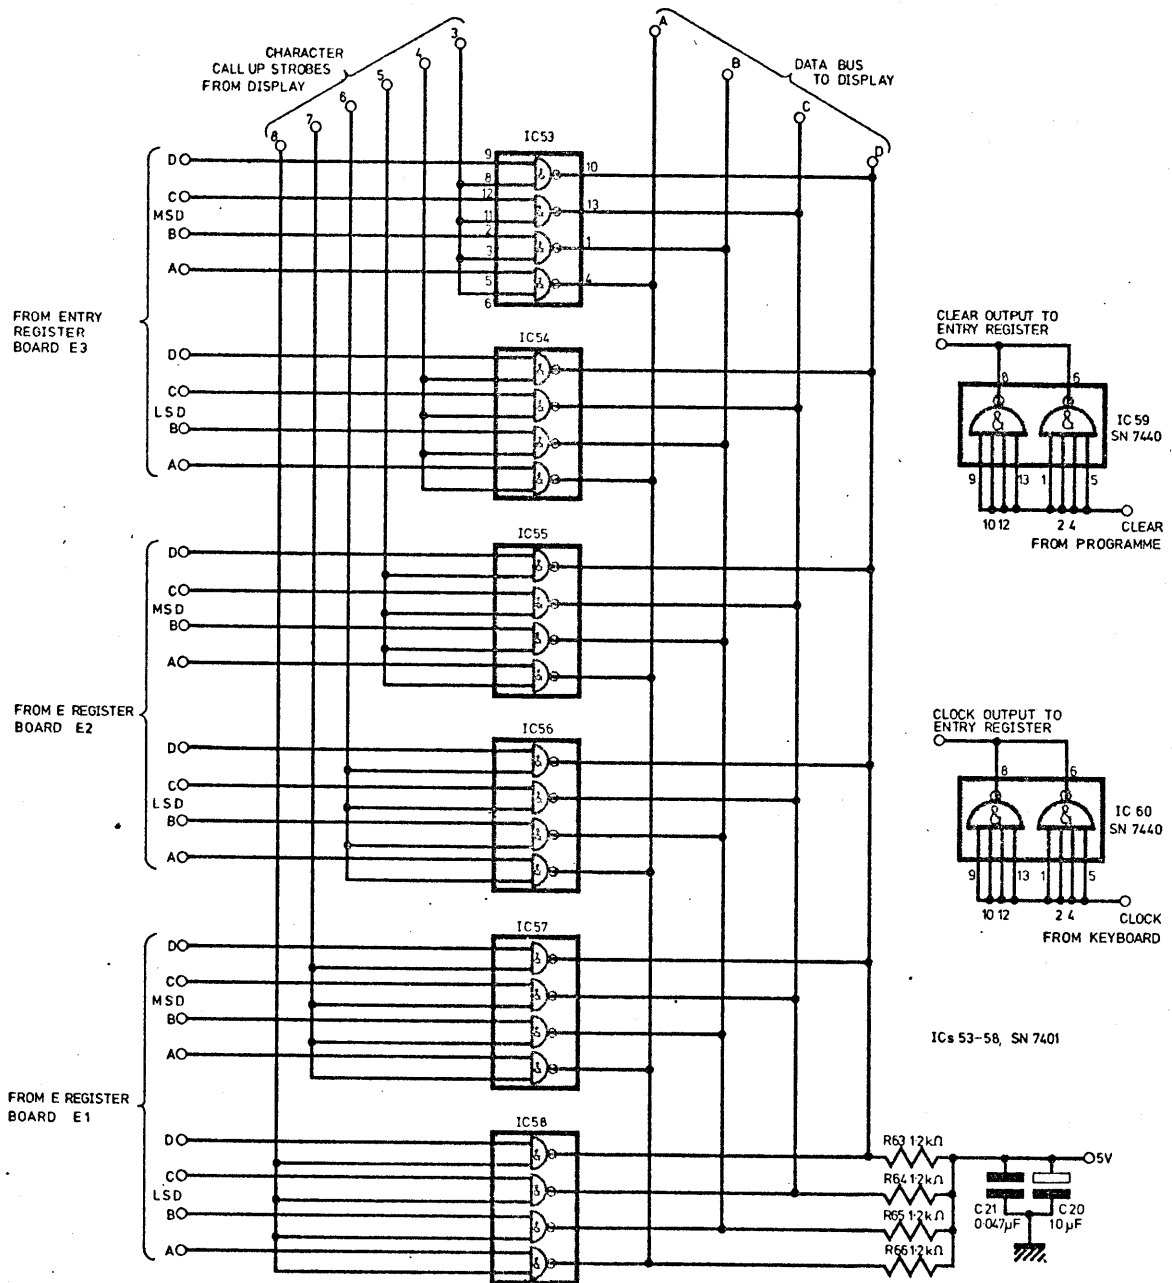 CHARACTER
CALL UP STROBES
FROM DISPLAY
3
4
5
6
7
8
A
B
C
D
DATA BUS
TO DISPLAY
IC53
D
C
MSD
B
A
9
8
12
11
2
3
5
6
10
13
1
4
FROM ENTRY
REGISTER
BOARD E3
IC54
D
C
LSD
B
A
IC55
D
C
MSD
B
A
FROM E REGISTER
BOARD E2
IC56
D
C
LSD
B
A
IC57
D
C
MSD
B
A
FROM E REGISTER
BOARD E1
IC58
D
C
LSD
B
A
CLEAR OUTPUT TO
ENTRY REGISTER
8
6
&
&
IC 59
SN 7440
9
13
1
5
10 12
2 4
CLEAR
FROM PROGRAMME
CLOCK OUTPUT TO
ENTRY REGISTER
8
6
&
&
IC 60
SN 7440
9
13
1
5
10 12
2 4
CLOCK
FROM KEYBOARD
ICs 53-58, SN 7401
R63 1·2kΩ
R64 1·2kΩ
R65 1·2kΩ
R66 1·2kΩ
5V
C21
0·047µF
C20
10µF